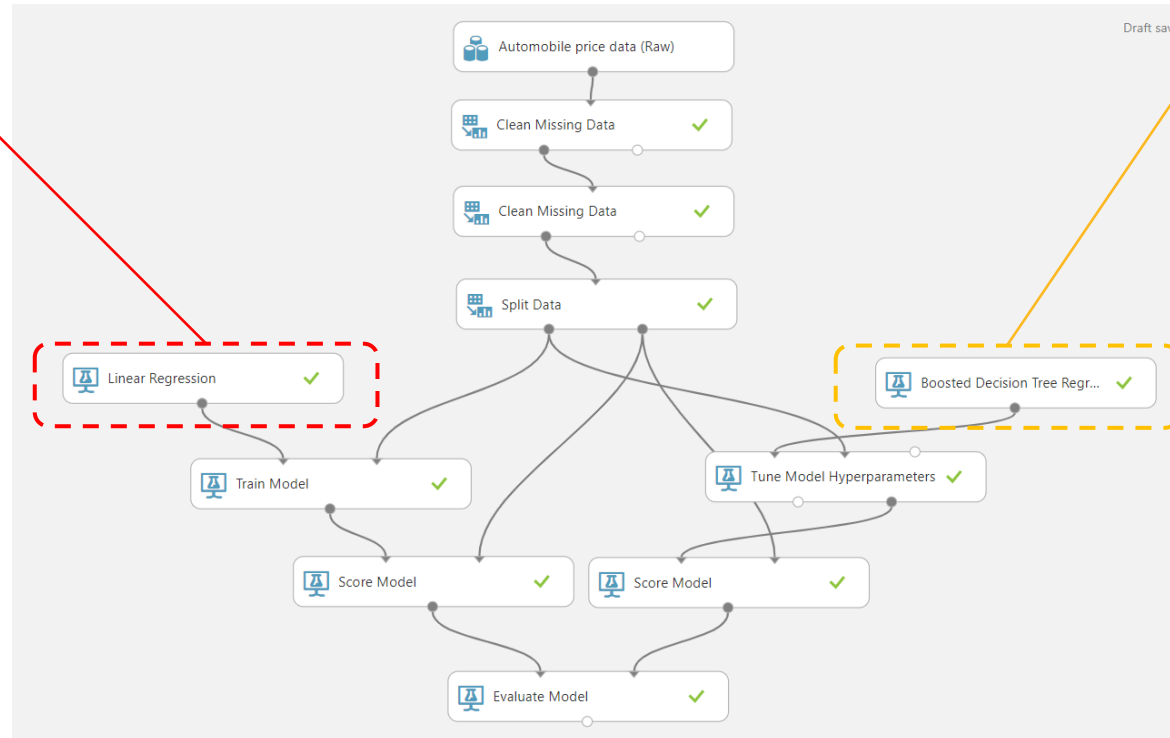 Draft sav
Automobile price data (Raw)
Clean Missing Data
Clean Missing Data
Split Data
Linear Regression
Boosted Decision Tree Regr...
Train Model
Tune Model Hyperparameters
Score Model
Score Model
Evaluate Model